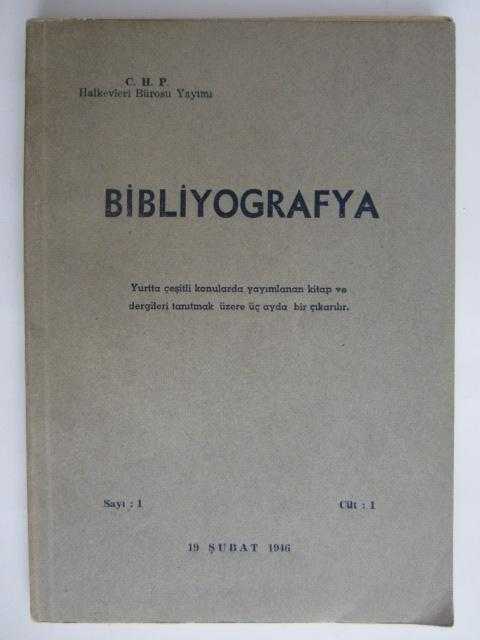 C. H. P.
Halkevleri Bürosu Yayımı
BİBLİYOGRAFYA
Yurtta çeşitli konularda yayımlanan kitap ve
dergileri tanıtmak üzere üç ayda bir çıkarılır.
Sayı : 1
Cilt : 1
19 ŞUBAT 1946